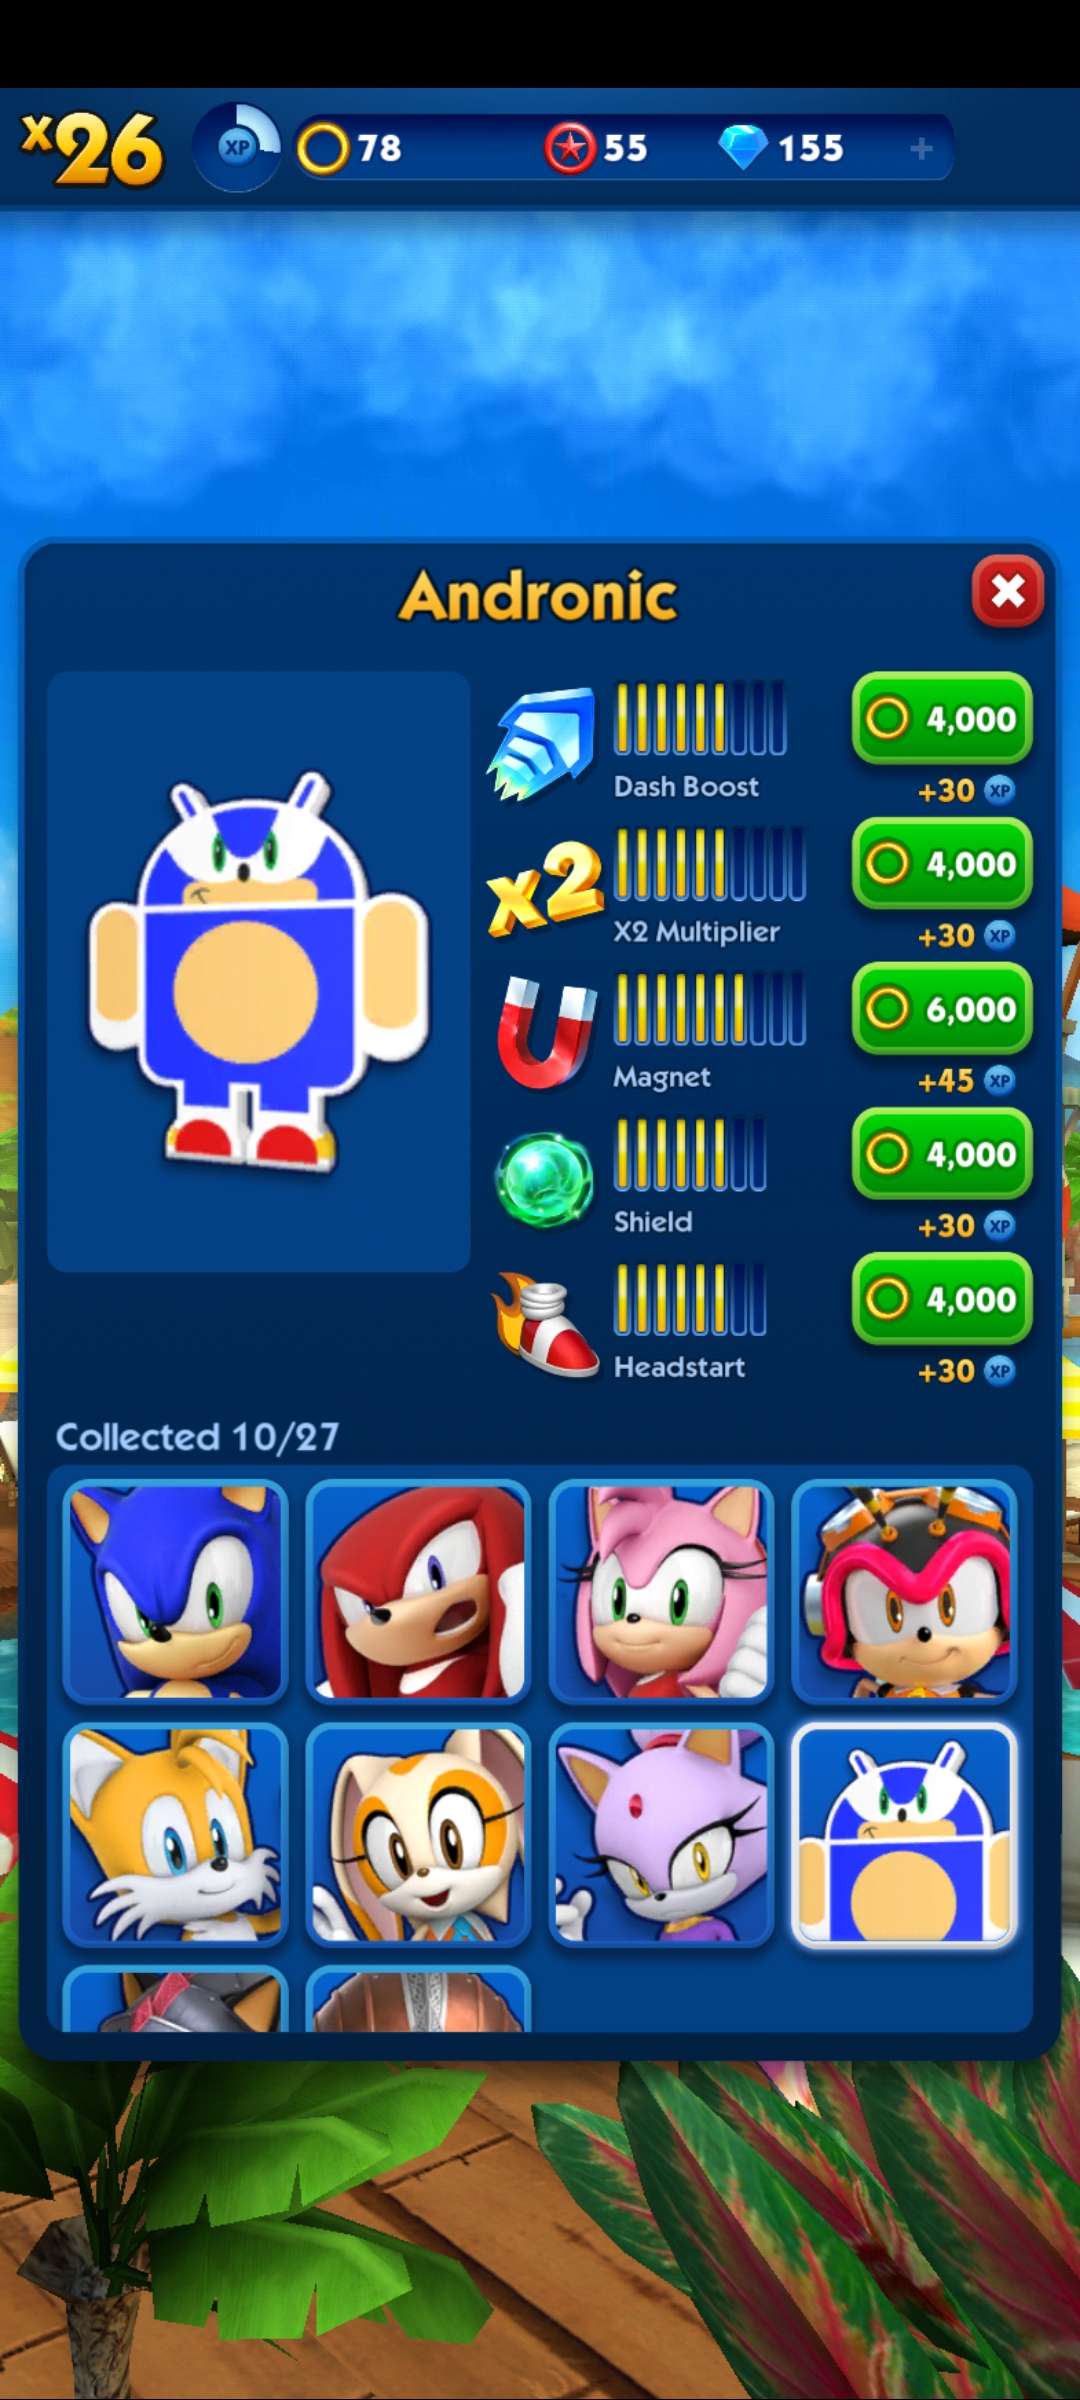 x26
XP
78
55
155
+
Andronic
4,000
Dash Boost
+30 XP
x2
4,000
X2 Multiplier
+30 XP
6,000
Magnet
+45 XP
4,000
Shield
+30 XP
4,000
Headstart
+30 XP
Collected 10/27